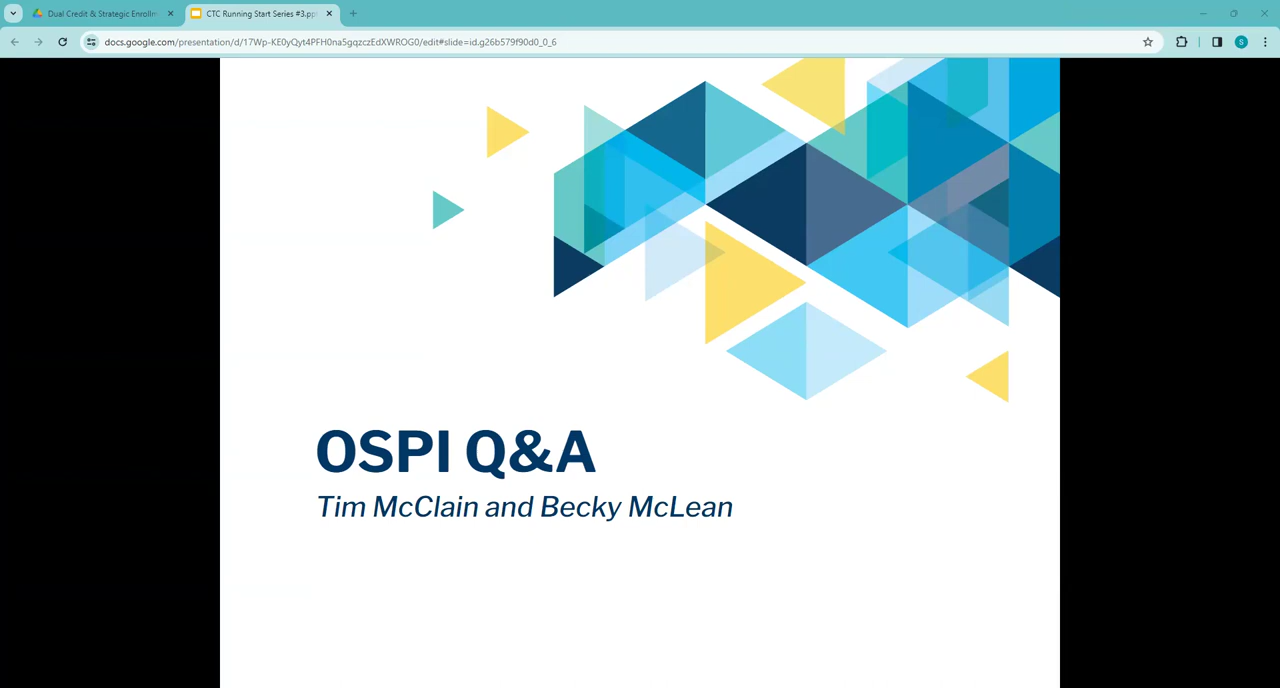 Dual Credit & Strategic Enrollm
CTC Running Start Series #3.pp
docs.google.com/presentation/d/17Wp-KE0yQyt4PFH0na5gqzczEdXWROG0/edit#slide=id.g26b579f90d0_0_6
S
OSPI Q&A
Tim McClain and Becky McLean